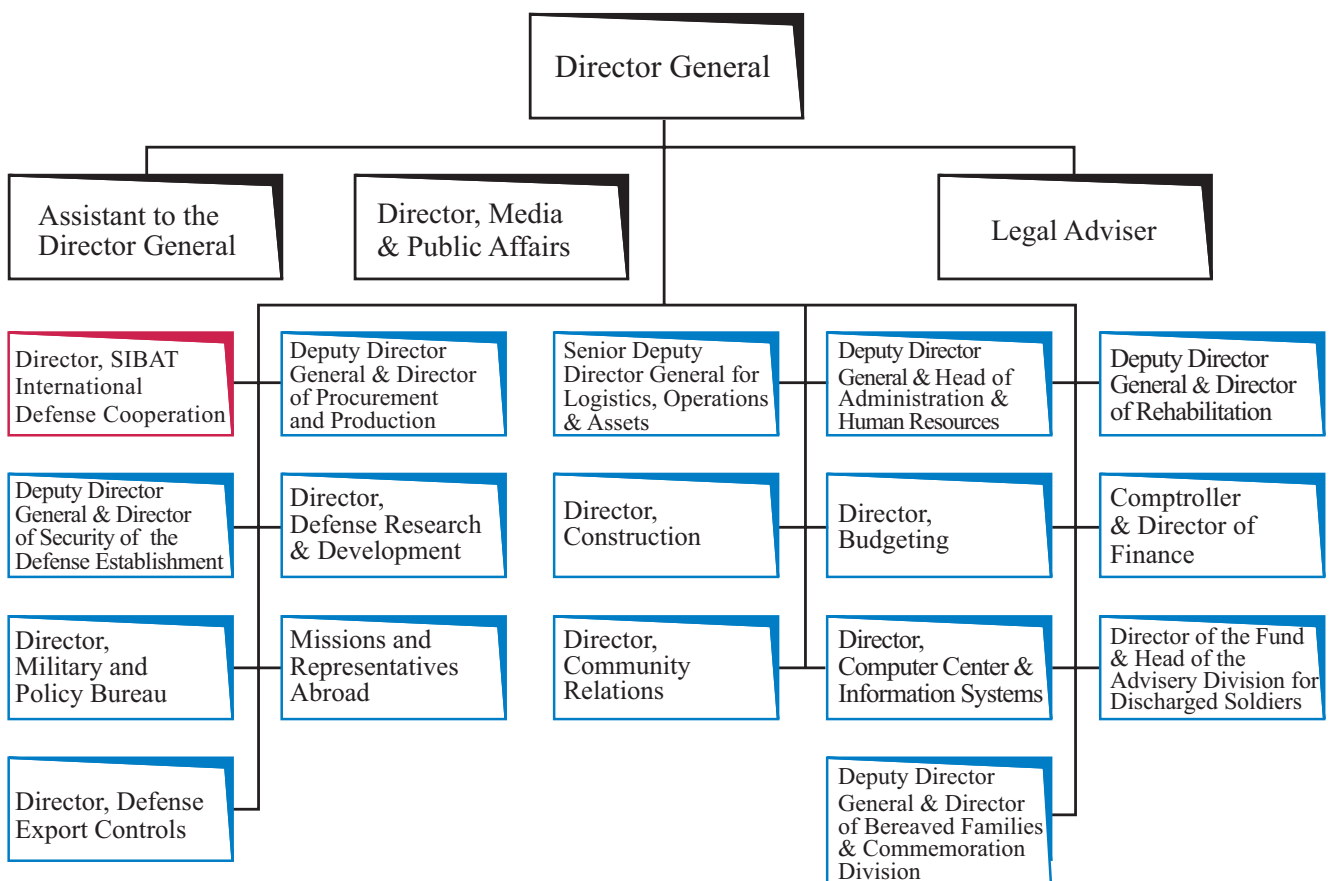 Director General
Assistant to the
Director General
Director, Media
& Public Affairs
Legal Adviser
Director, SIBAT
International
Defense Cooperation
Deputy Director
General & Director
of Procurement
and Production
Senior Deputy
Director General for
Logistics, Operations
& Assets
Deputy Director
General & Head of
Administration &
Human Resources
Deputy Director
General & Director
of Rehabilitation
Deputy Director
General & Director
of Security of the
Defense Establishment
Director,
Defense Research
& Development
Director,
Construction
Director,
Budgeting
Comptroller
& Director of
Finance
Director,
Military and
Policy Bureau
Missions and
Representatives
Abroad
Director,
Community
Relations
Director,
Computer Center &
Information Systems
Director of the Fund
& Head of the
Advisery Division for
Discharged Soldiers
Director, Defense
Export Controls
Deputy Director
General & Director
of Bereaved Families
& Commemoration
Division